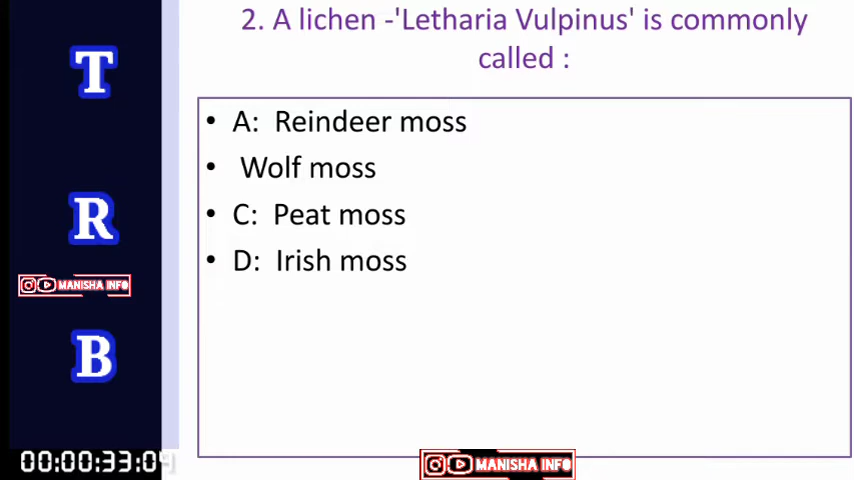 2. A lichen -'Letharia Vulpinus' is commonly
called :
T
R
B
• A: Reindeer moss
• Wolf moss
• C: Peat moss
• D: Irish moss
MANISHA INFO
00:00:33:04
MANISHA INFO